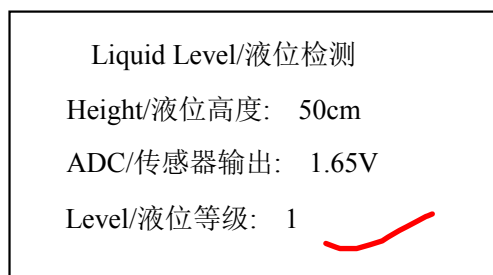 Liquid Level/液位检测
Height/液位高度: 50cm
ADC/传感器输出: 1.65V
Level/液位等级: 1